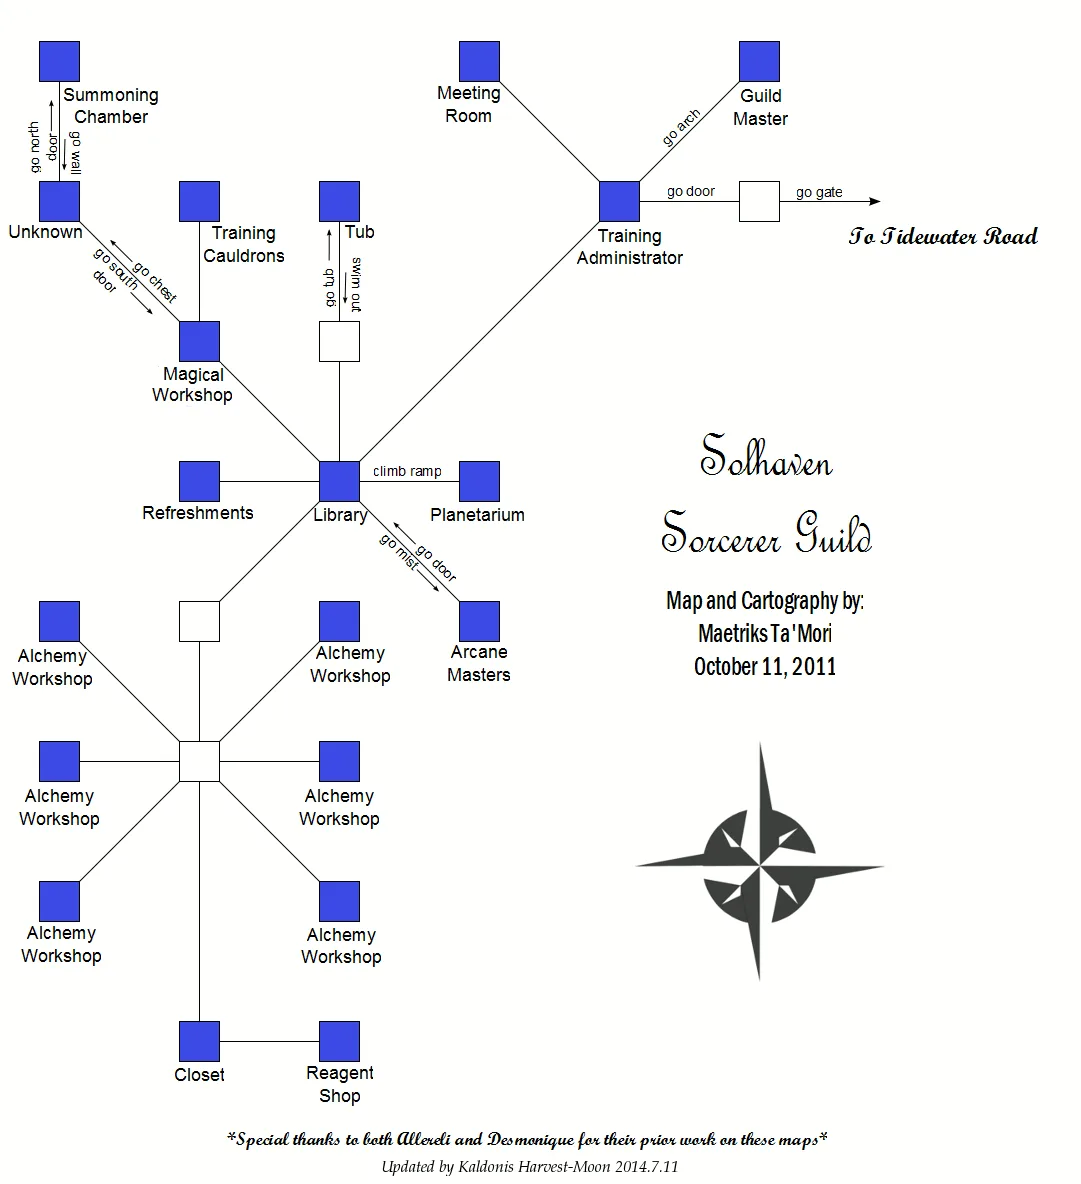 Summoning
Chamber
go north
door
go wall
Unknown
go chest
go south
door
Training
Cauldrons
Tub
go tub
swim out
Magical
Workshop
Meeting
Room
Guild
Master
go arch
go door
go gate
To Tidewater Road
Training
Administrator
Refreshments
Library
climb ramp
Planetarium
go door
go mist
Arcane
Masters
Solhaven
Sorcerer Guild
Map and Cartography by:
Maetriks Ta'Mori
October 11, 2011
Alchemy
Workshop
Alchemy
Workshop
Alchemy
Workshop
Alchemy
Workshop
Alchemy
Workshop
Alchemy
Workshop
Closet
Reagent
Shop
*Special thanks to both Allereli and Desmonique for their prior work on these maps*
Updated by Kaldonis Harvest-Moon 2014.7.11